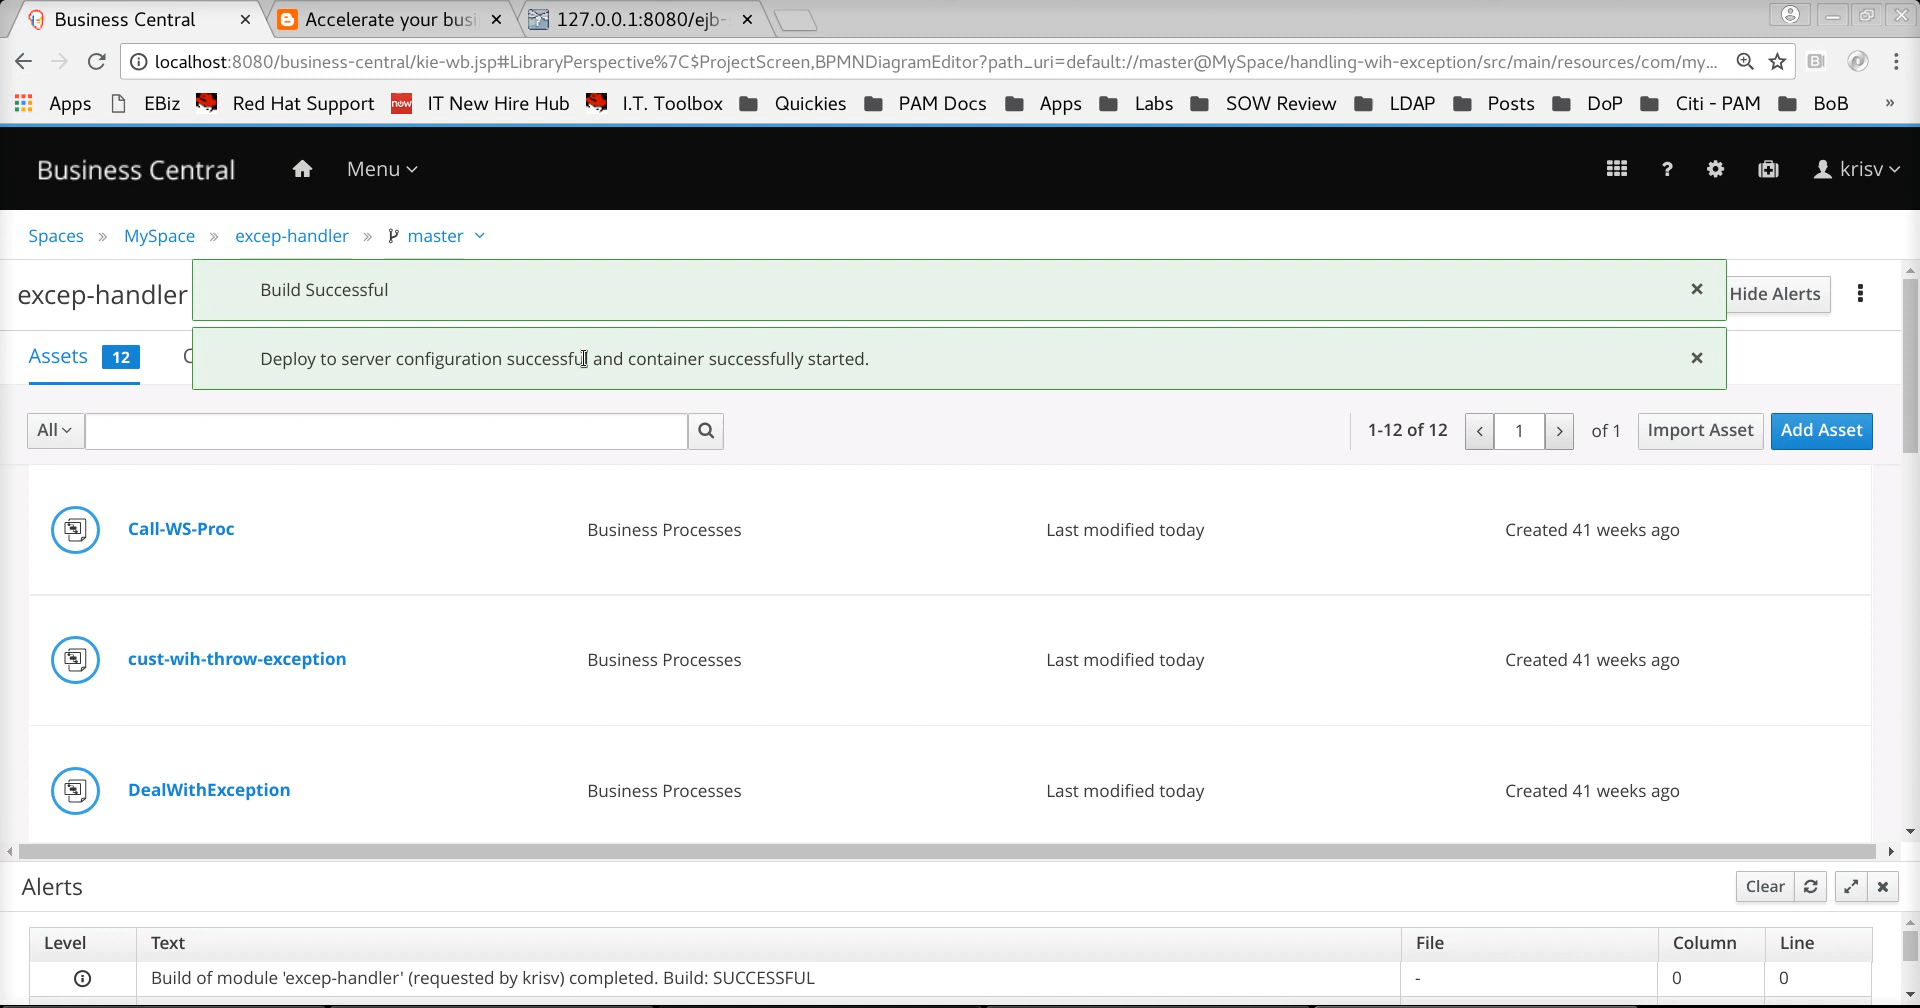 Business Central
Accelerate your busi
127.0.0.1:8080/ejb-
localhost:8080/business-central/kie-wb.jsp#LibraryPerspective%7C$ProjectScreen,BPMNDiagramEditor?path_uri=default://master@MySpace/handling-wih-exception/src/main/resources/com/my...
Apps EBiz Red Hat Support now IT New Hire Hub I.T. Toolbox Quickies PAM Docs Apps Labs SOW Review LDAP Posts DoP Citi - PAM BoB »
Business Central Menu ? krisv
Spaces » MySpace » excep-handler » master
excep-handler Hide Alerts
Build Successful ×
Assets 12
Deploy to server configuration successful and container successfully started. ×
All 1-12 of 12 < 1 > of 1 Import Asset Add Asset
Call-WS-Proc Business Processes Last modified today Created 41 weeks ago
cust-wih-throw-exception Business Processes Last modified today Created 41 weeks ago
DealWithException Business Processes Last modified today Created 41 weeks ago
Alerts Clear
Level Text File Column Line
Build of module 'excep-handler' (requested by krisv) completed. Build: SUCCESSFUL - 0 0